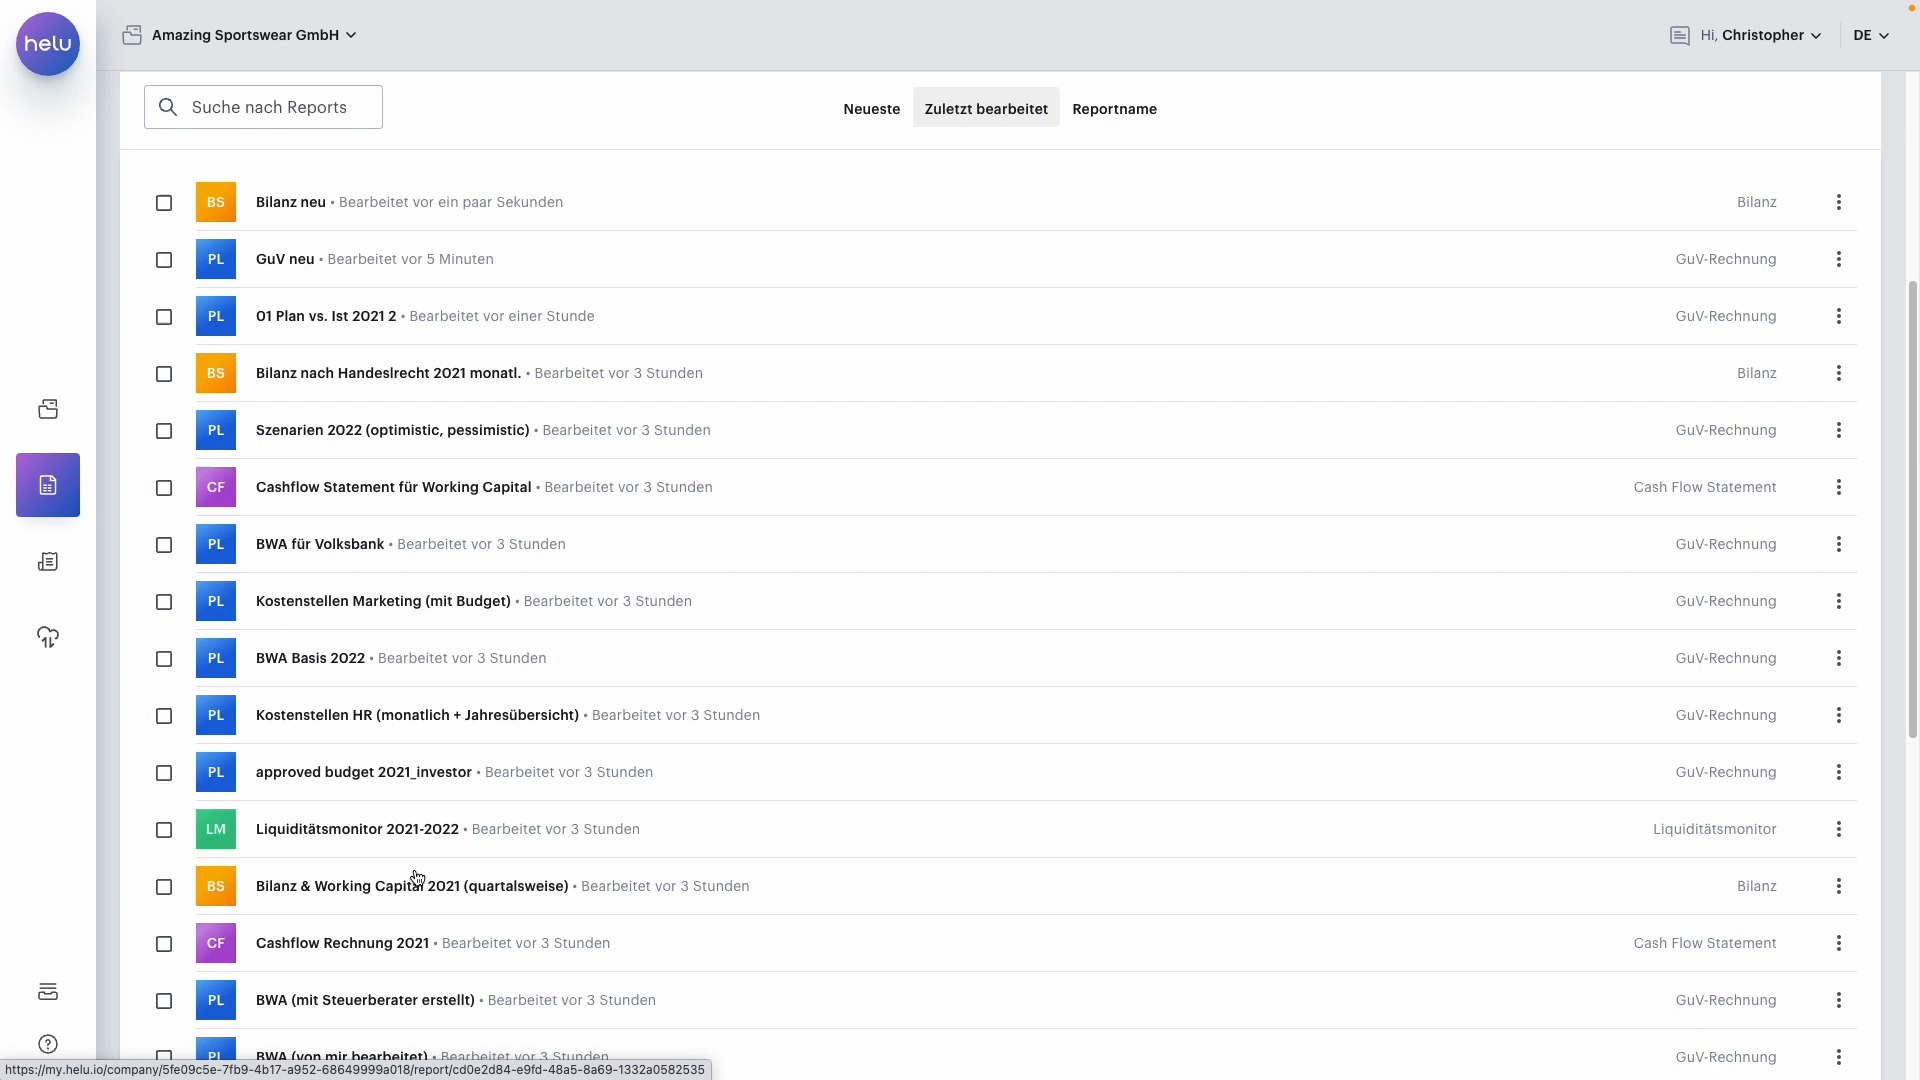 helu
Amazing Sportswear GmbH
Hi, Christopher
DE
Suche nach Reports
Neueste
Zuletzt bearbeitet
Reportname
BS Bilanz neu • Bearbeitet vor ein paar Sekunden Bilanz
PL GuV neu • Bearbeitet vor 5 Minuten GuV-Rechnung
PL 01 Plan vs. Ist 2021 2 • Bearbeitet vor einer Stunde GuV-Rechnung
BS Bilanz nach Handeslrecht 2021 monatl. • Bearbeitet vor 3 Stunden Bilanz
PL Szenarien 2022 (optimistic, pessimistic) • Bearbeitet vor 3 Stunden GuV-Rechnung
CF Cashflow Statement für Working Capital • Bearbeitet vor 3 Stunden Cash Flow Statement
PL BWA für Volksbank • Bearbeitet vor 3 Stunden GuV-Rechnung
PL Kostenstellen Marketing (mit Budget) • Bearbeitet vor 3 Stunden GuV-Rechnung
PL BWA Basis 2022 • Bearbeitet vor 3 Stunden GuV-Rechnung
PL Kostenstellen HR (monatlich + Jahresübersicht) • Bearbeitet vor 3 Stunden GuV-Rechnung
PL approved budget 2021_investor • Bearbeitet vor 3 Stunden GuV-Rechnung
LM Liquiditätsmonitor 2021-2022 • Bearbeitet vor 3 Stunden Liquiditätsmonitor
BS Bilanz & Working Capital 2021 (quartalsweise) • Bearbeitet vor 3 Stunden Bilanz
CF Cashflow Rechnung 2021 • Bearbeitet vor 3 Stunden Cash Flow Statement
PL BWA (mit Steuerberater erstellt) • Bearbeitet vor 3 Stunden GuV-Rechnung
PL BWA (von mir bearbeitet) • Bearbeitet vor 3 Stunden GuV-Rechnung
https://my.helu.io/company/5fe09c5e-7fb9-4b17-a952-68649999a018/report/cd0e2d84-e9fd-48a5-8a69-1332a0582535